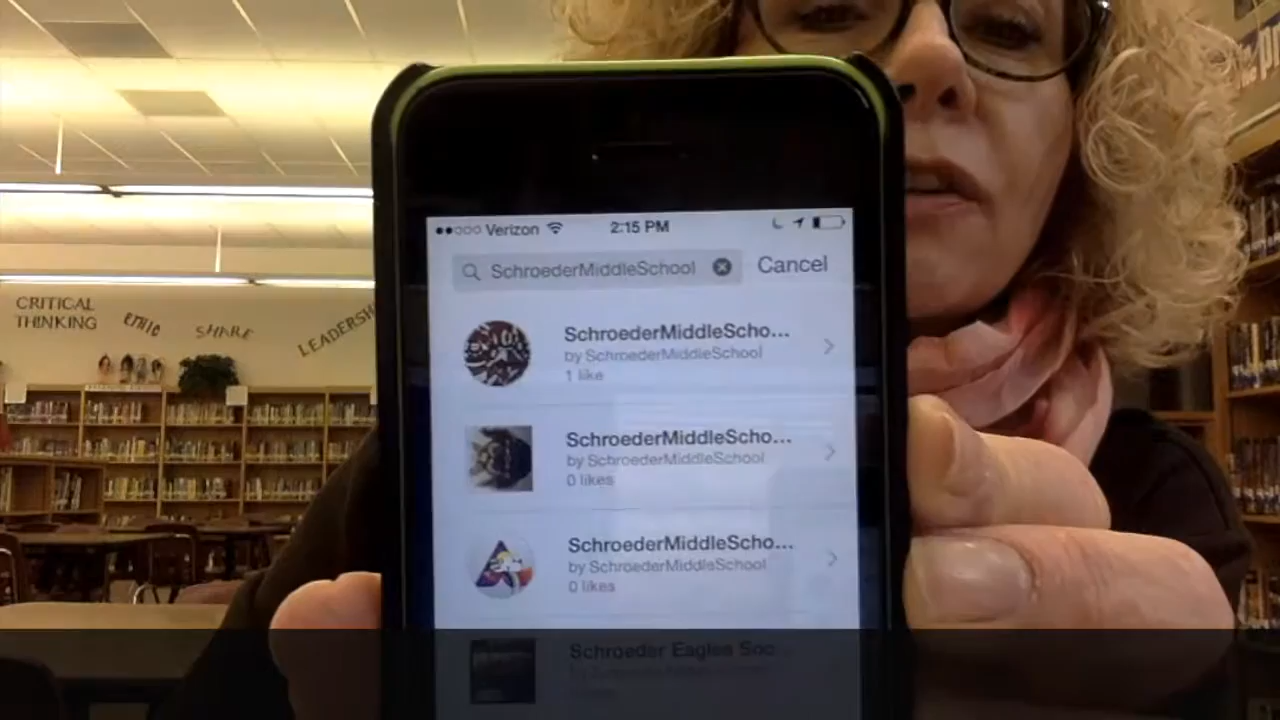 CRITICAL
THINKING
ETHIC
SHARE
LEADERSH
Verizon 2:15 PM
SchroederMiddleSchool Cancel
SchroederMiddleScho...
by SchroederMiddleSchool
1 like
SchroederMiddleScho...
by SchroederMiddleSchool
0 likes
SchroederMiddleScho...
by SchroederMiddleSchool
0 likes
Schroeder Eagles Soc...